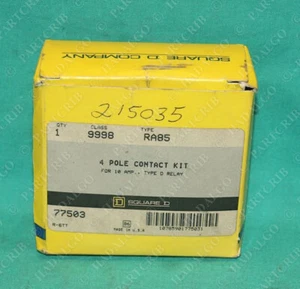 SQUARE D COMPANY
215035
QTY CLASS TYPE
1 9998 RA85
4 POLE CONTACT KIT
FOR 10 AMP., TYPE D RELAY
SQUARE D
77503
MADE IN U.S.A.